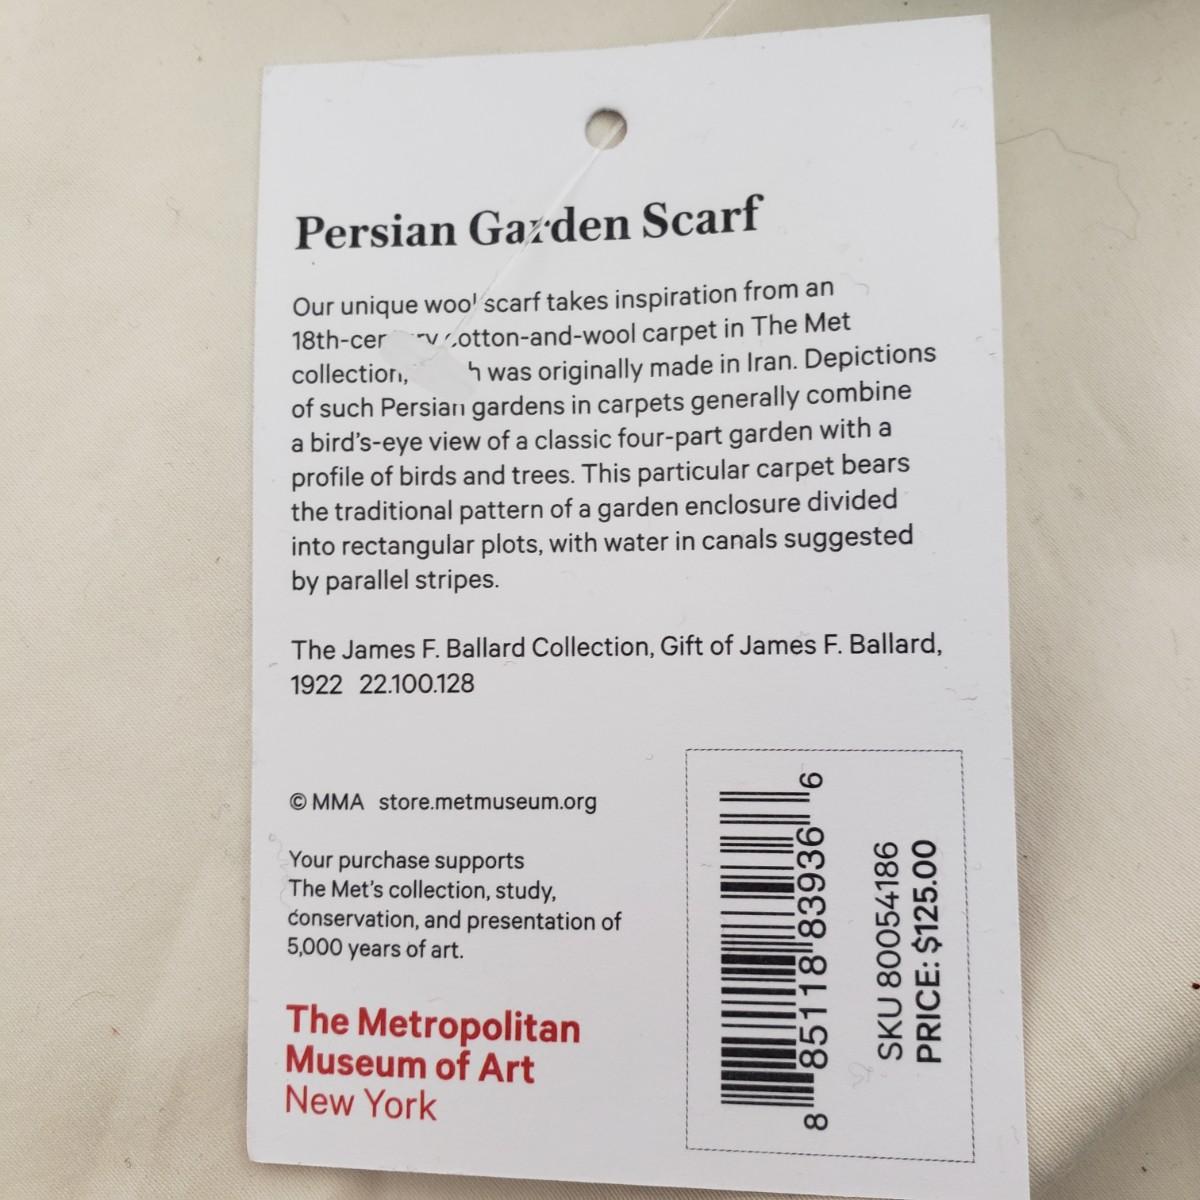 Persian Garden Scarf
Our unique wool scarf takes inspiration from an
18th-century cotton-and-wool carpet in The Met
collection, was originally made in Iran. Depictions
of such Persian gardens in carpets generally combine
a bird's-eye view of a classic four-part garden with a
profile of birds and trees. This particular carpet bears
the traditional pattern of a garden enclosure divided
into rectangular plots, with water in canals suggested
by parallel stripes.
The James F. Ballard Collection, Gift of James F. Ballard,
1922 22.100.128
© MMA store.metmuseum.org
Your purchase supports
The Met's collection, study,
conservation, and presentation of
5,000 years of art.
The Metropolitan
Museum of Art
New York
8 85118 83936 6
SKU 80054186
PRICE: $125.00